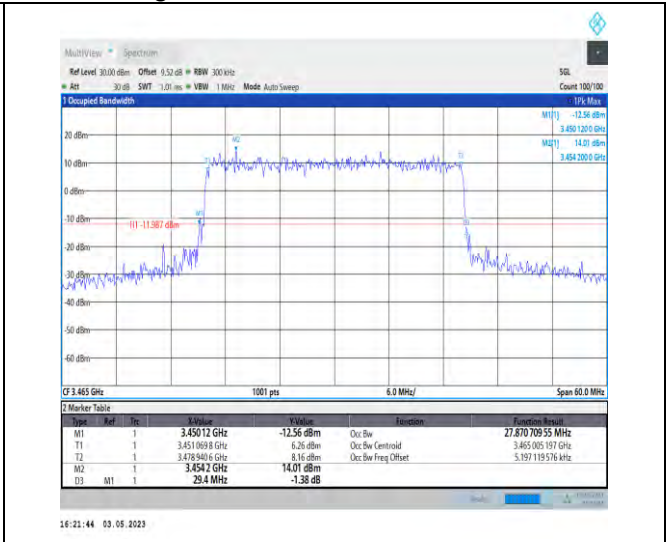 MultiView Spectrum
Ref Level 30.00 dBm Offset 9.52 dB RBW 300 kHz SGL
Att 30 dB SWT 1.01 ms VBW 1 MHz Mode Auto Sweep Count 100/100
1 Occupied Bandwidth 1Pk Max
M1[1] -12.56 dBm
3.450 120 0 GHz
M2[1] 14.01 dBm
3.454 200 0 GHz
M2
20 dBm
T1 T2
10 dBm
0 dBm
M1
-10 dBm
H1 -11.987 dBm
D3
-20 dBm
-30 dBm
-40 dBm
-50 dBm
-60 dBm
CF 3.465 GHz 1001 pts 6.0 MHz/ Span 60.0 MHz
2 Marker Table
Type Ref Trc X-Value Y-Value Function Function Result
M1 1 3.45012 GHz -12.56 dBm Occ Bw 27.870 709 55 MHz
T1 1 3.451 069 8 GHz 6.26 dBm Occ Bw Centroid 3.465 005 197 GHz
T2 1 3.478 940 6 GHz 8.16 dBm Occ Bw Freq Offset 5.197 119 576 kHz
M2 1 3.4542 GHz 14.01 dBm
D3 M1 1 29.4 MHz -1.38 dB
16:21:44 03.05.2023